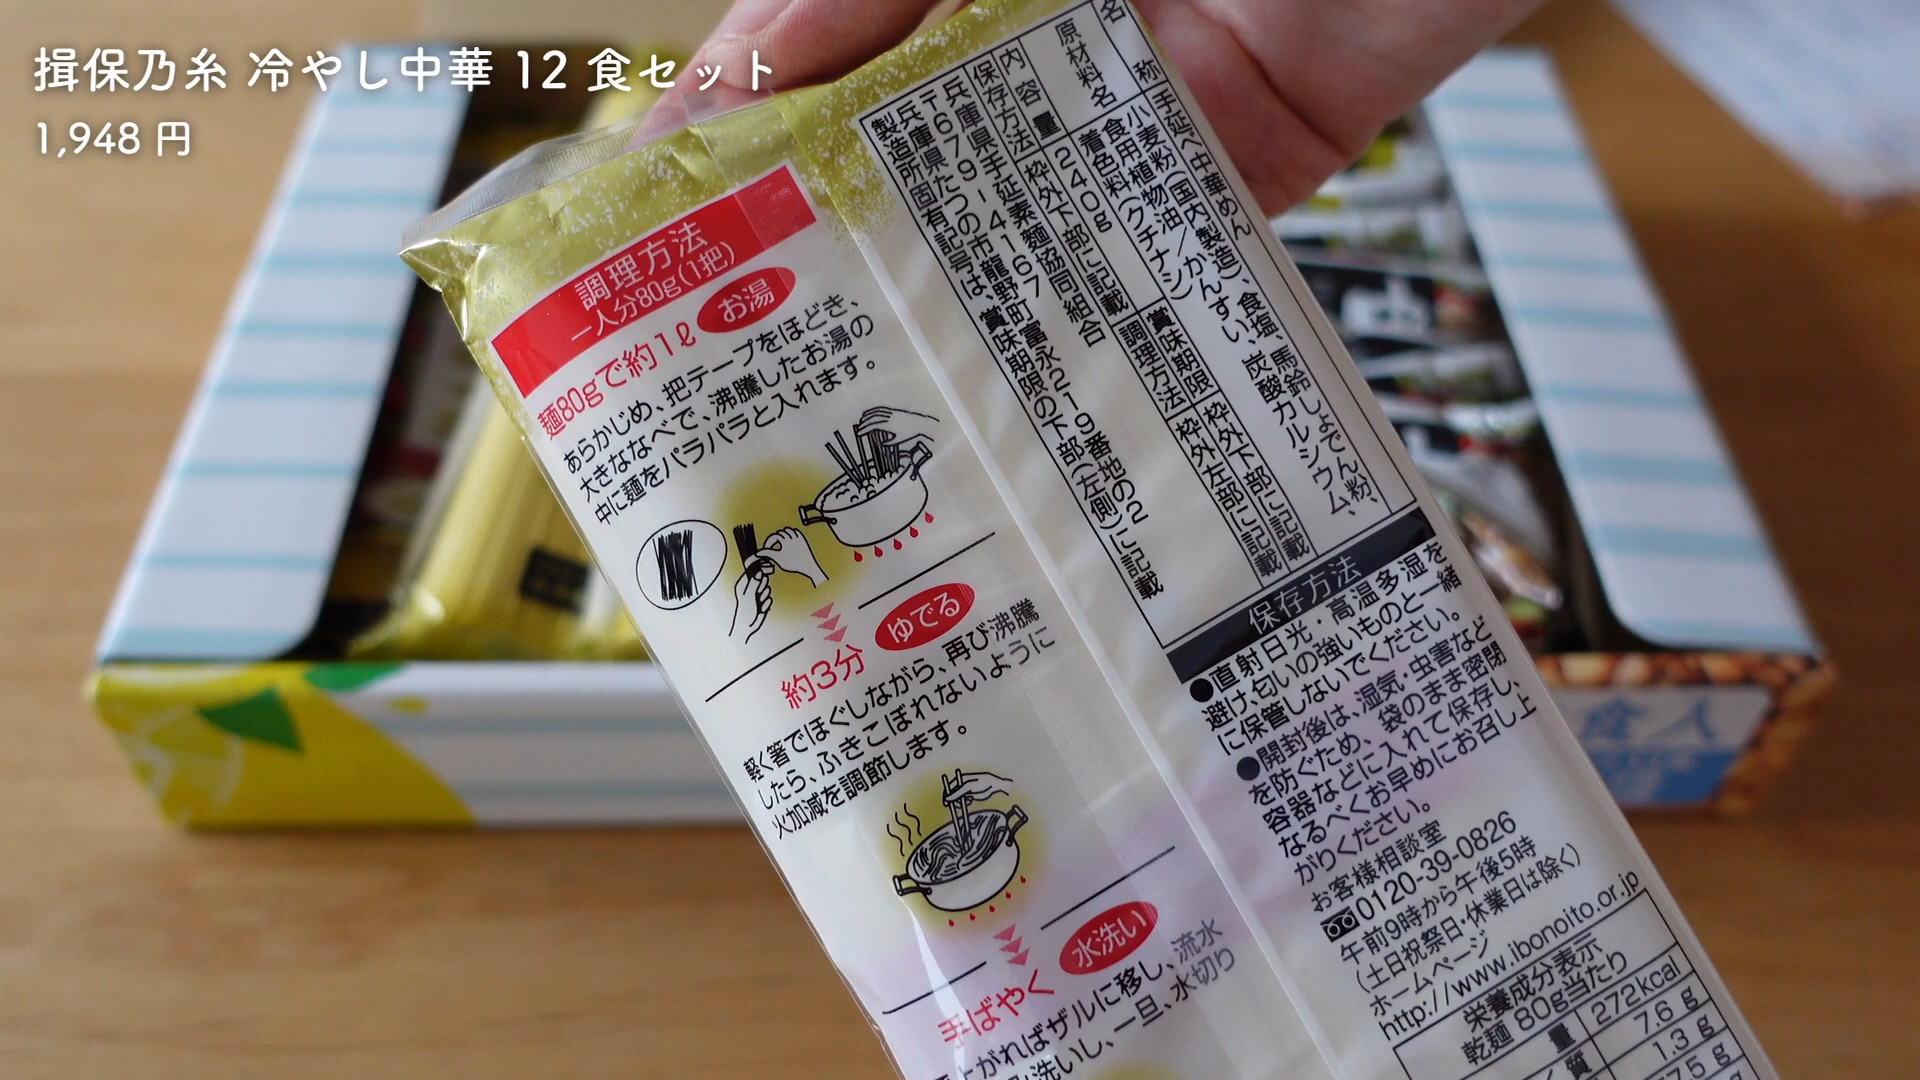 揖保乃糸 冷やし中華 12 食セット
1,948 円
調理方法
一人分80g(1把)
麺80gで約1ℓ お湯
あらかじめ、把テープをほどき、
大きななべで、沸騰したお湯の
中に麺をパラパラと入れます。
約3分 ゆでる
軽く箸でほぐしながら、再び沸騰
したら、ふきこぼれないように
火加減を調節します。
手ばやく 水洗い
がればザルに移し、流水
洗いし、一旦、水切り
名称 手延べ中華めん
原材料名 小麦粉(国内製造)、食塩、馬鈴しょでん粉、
食用植物油/かんすい、炭酸カルシウム、
着色料(クチナシ)
内容量 240g 賞味期限 枠外下部に記載
保存方法 枠外下部に記載 調理方法 枠外左部に記載
兵庫県手延素麺協同組合
〒679-4167
兵庫県たつの市龍野町富永219番地の2
製造所固有記号は、賞味期限の下部(左側)に記載
保存方法
●直射日光・高温多湿を
避け、匂いの強いものと一緒
に保管しないでください。
●開封後は、湿気・虫害など
を防ぐため、袋のまま密閉
容器などに入れて保存し、
なるべくお早めにお召し上
がりください。
お客様相談室
0120-39-0826
午前9時から午後5時
(土日祝祭日・休業日は除く)
ホームページ
http://www.ibonoito.or.jp
栄養成分表示
乾麺 80g当たり
量 272kcal
く質 7.6 g
1.3 g
7.5 g